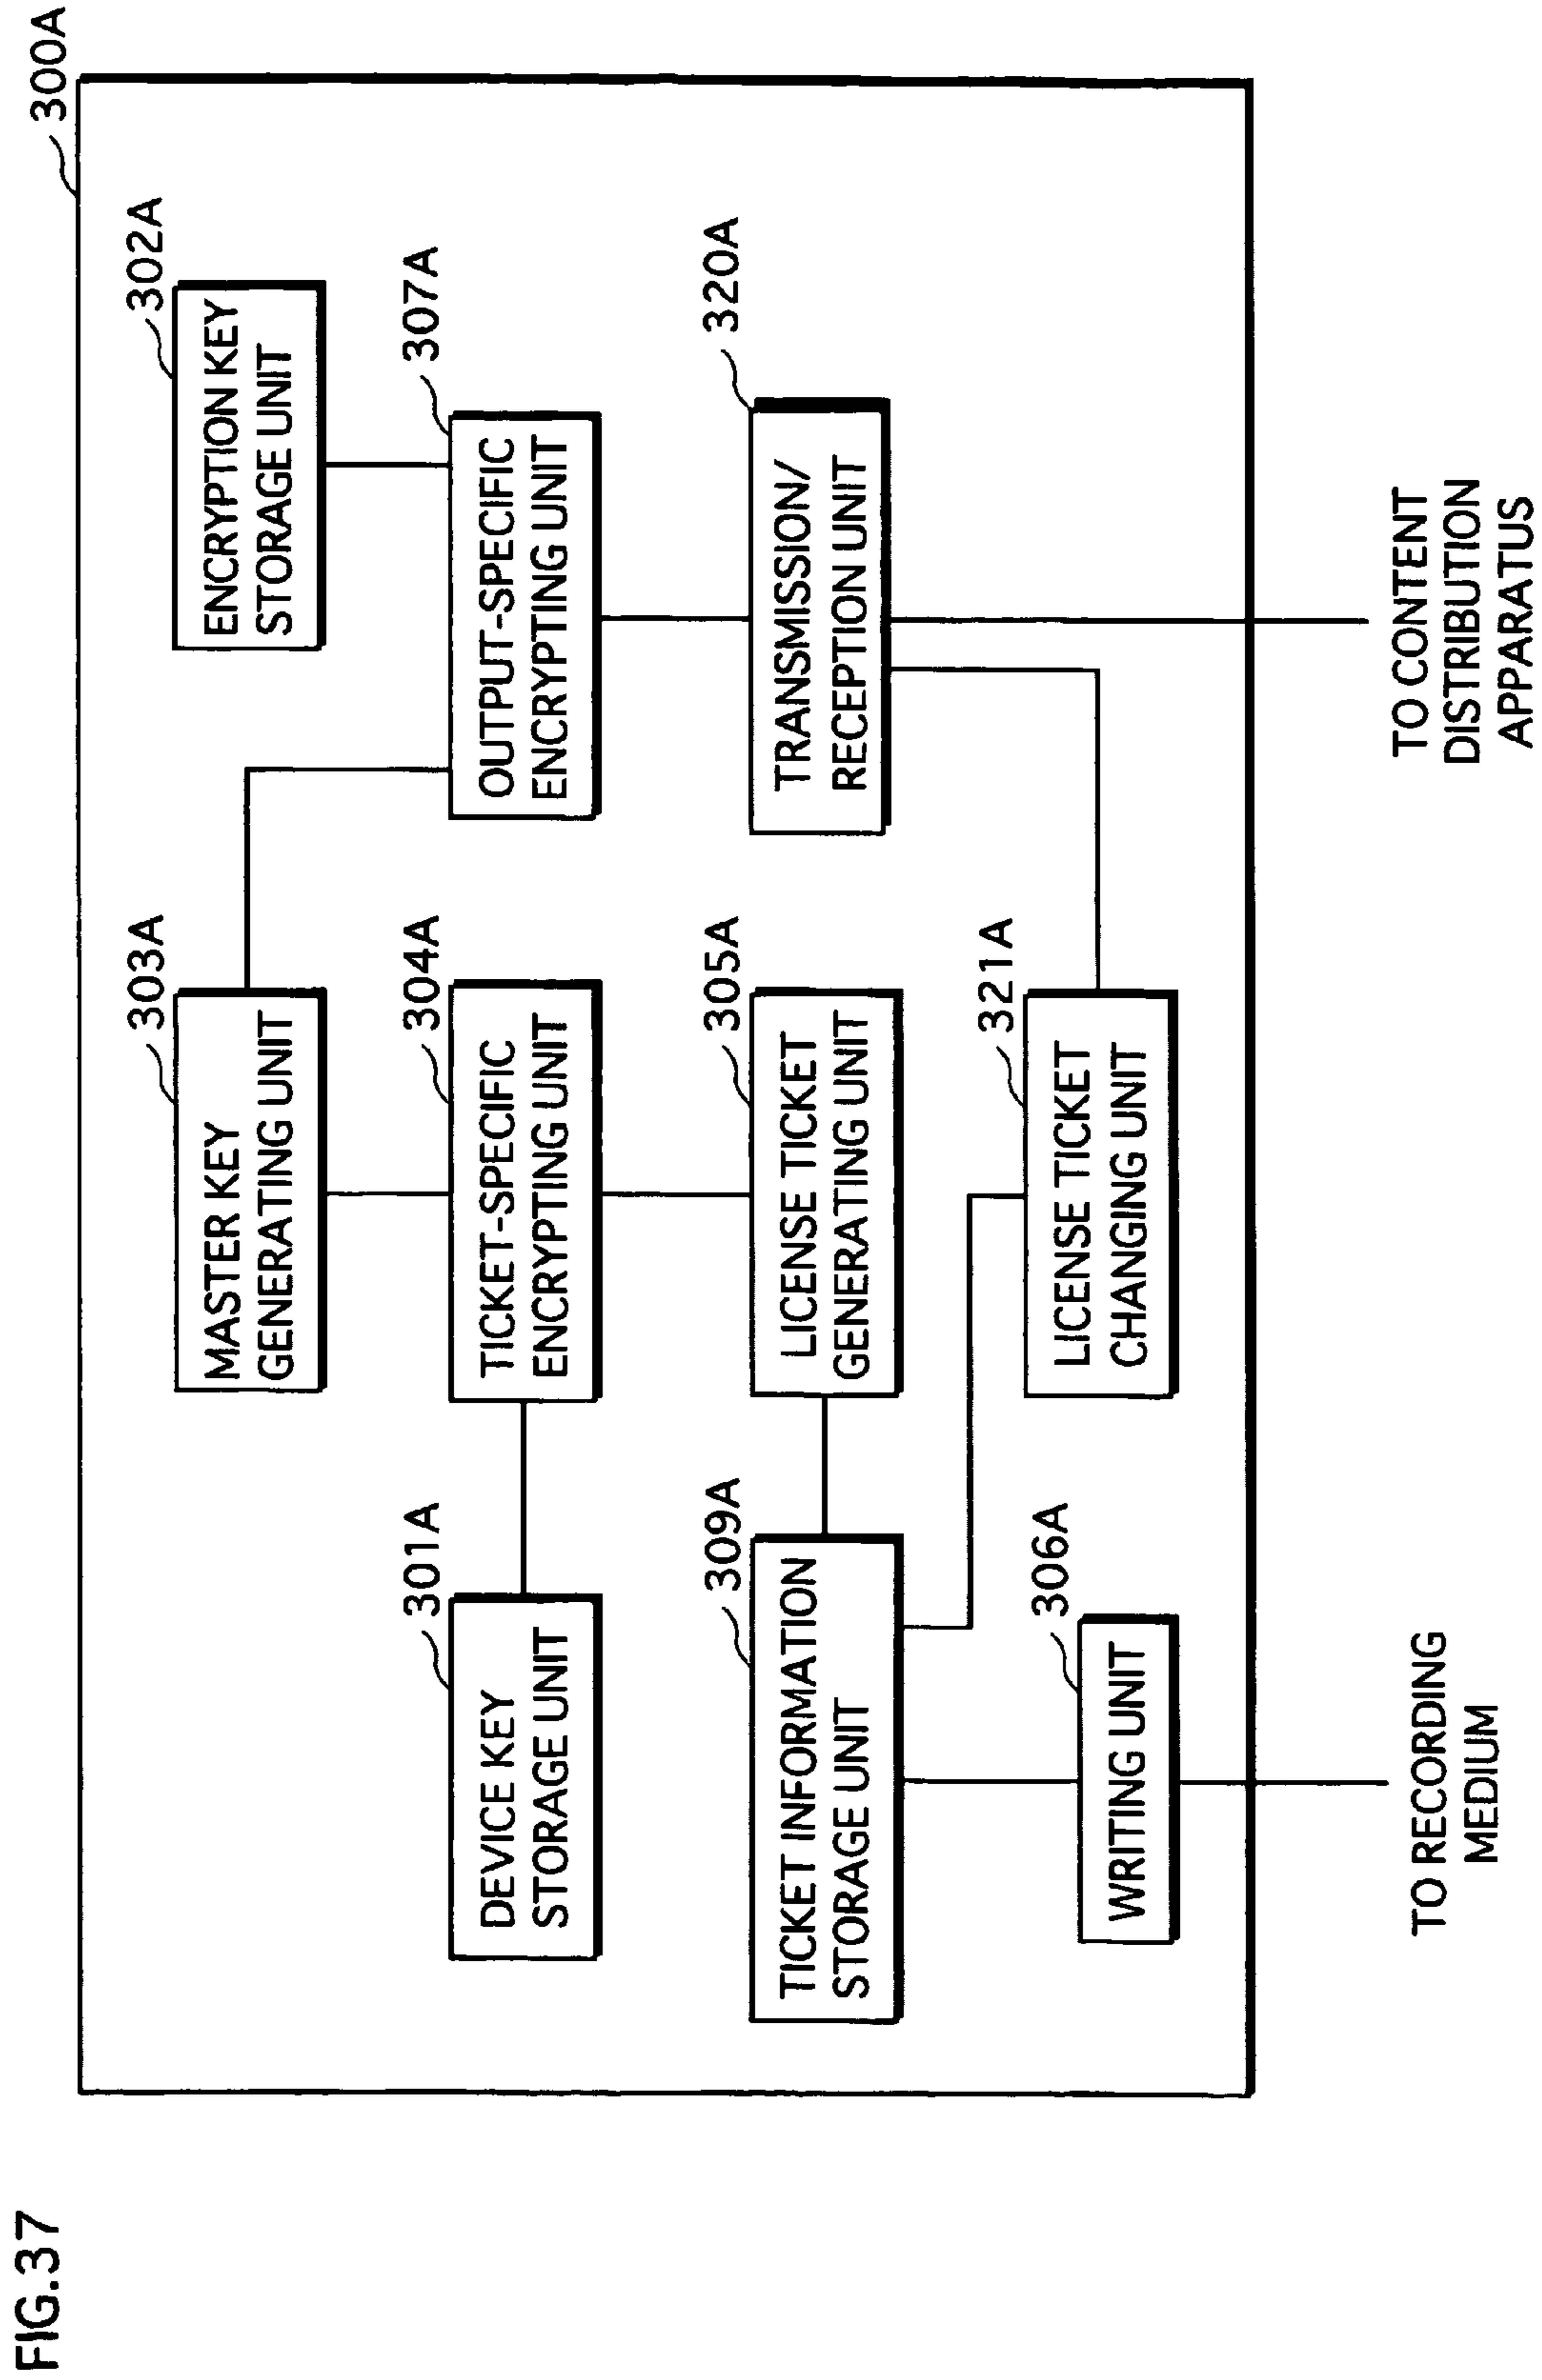 FIG.37
300A
303A
MASTER KEY
GENERATING UNIT
302A
ENCRYPTION KEY
STORAGE UNIT
301A
DEVICE KEY
STORAGE UNIT
304A
TICKET-SPECIFIC
ENCRYPTING UNIT
307A
OUTPUT-SPECIFIC
ENCRYPTING UNIT
309A
TICKET INFORMATION
STORAGE UNIT
305A
LICENSE TICKET
GENERATING UNIT
320A
TRANSMISSION/
RECEPTION UNIT
306A
WRITING UNIT
321A
LICENSE TICKET
CHANGING UNIT
TO RECORDING
MEDIUM
TO CONTENT
DISTRIBUTION
APPARATUS